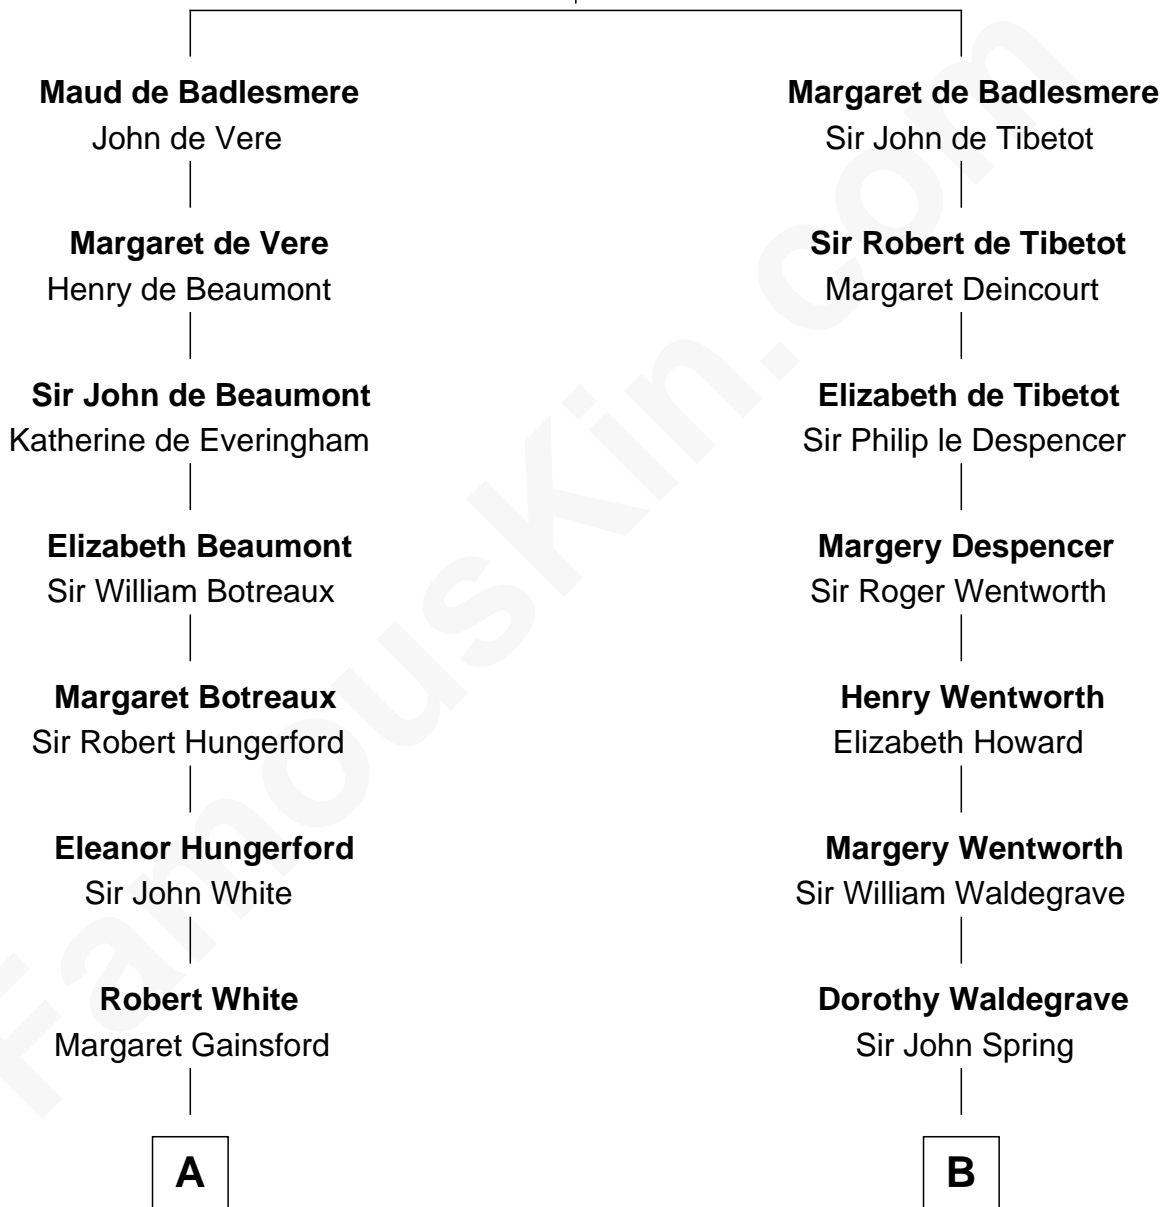 Maud de Badlesmere
John de Vere
Margaret de Vere
Henry de Beaumont
Sir John de Beaumont
Katherine de Everingham
Elizabeth Beaumont
Sir William Botreaux
Margaret Botreaux
Sir Robert Hungerford
Eleanor Hungerford
Sir John White
Robert White
Margaret Gainsford
A
Margaret de Badlesmere
Sir John de Tibetot
Sir Robert de Tibetot
Margaret Deincourt
Elizabeth de Tibetot
Sir Philip le Despencer
Margery Despencer
Sir Roger Wentworth
Henry Wentworth
Elizabeth Howard
Margery Wentworth
Sir William Waldegrave
Dorothy Waldegrave
Sir John Spring
B
FamousKin.com